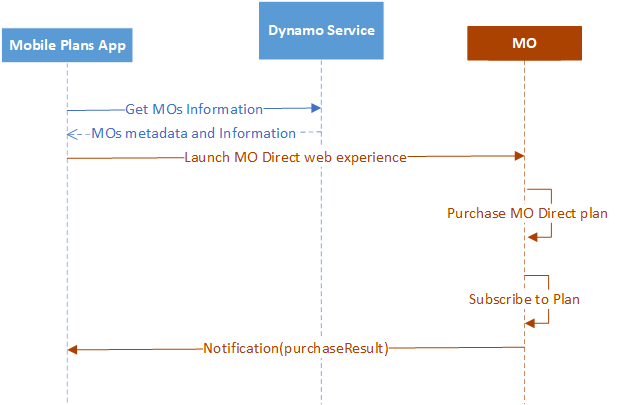 Mobile Plans App
Dynamo Service
MO
Get MOs Information
MOs metadata and Information
Launch MO Direct web experience
Purchase MO Direct plan
Subscribe to Plan
Notification(purchaseResult)